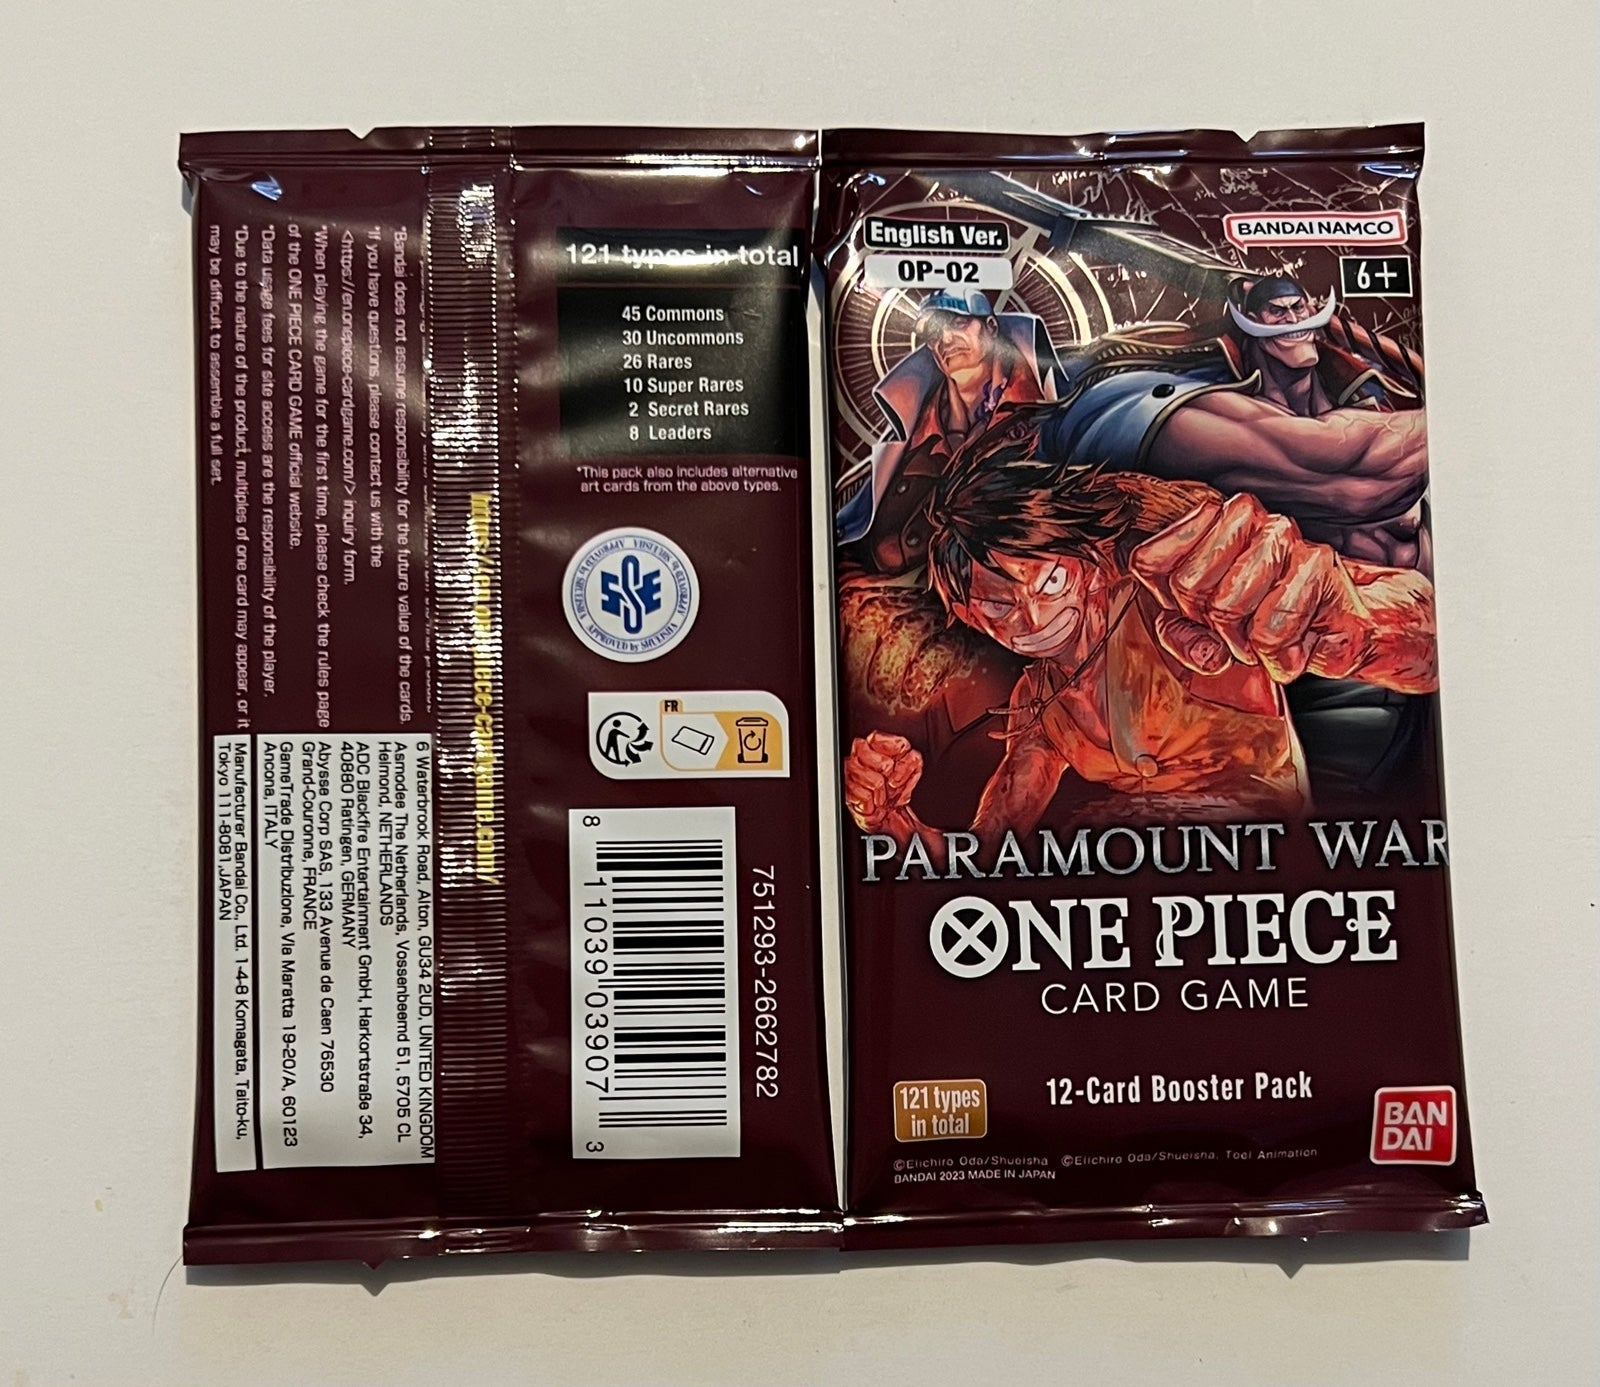 121 types in total
45 Commons
30 Uncommons
26 Rares
10 Super Rares
2 Secret Rares
8 Leaders
*This pack also includes alternative
art cards from the above types.
*Bandai does not assume responsibility for the future value of the cards.
*If you have questions, please contact us with the
<https://en.onepiece-cardgame.com/> inquiry form.
*When playing the game for the first time, please check the rules page
of the ONE PIECE CARD GAME official website.
*Data usage fees for site access are the responsibility of the player.
*Due to the nature of the product, multiples of one card may appear, or it
may be difficult to assemble a full set.
https://en.onepiece-cardgame.com/
6 Waterbrook Road, Alton, GU34 2UD, UNITED KINGDOM
Asmodee The Netherlands, Vossenbeemd 51, 5705 CL
Helmond, NETHERLANDS
ADC Blackfire Entertainment GmbH, Harkortstraße 34,
40880 Ratingen, GERMANY
Abysse Corp SAS, 133 Avenue de Caen 76530
Grand-Couronne, FRANCE
Game Trade Distribuzione, Via Maratta 19-20/A, 60123
Ancona, ITALY
Manufacturer Bandai Co., Ltd. 1-4-8 Komagata, Taito-ku,
Tokyo 111-8081, JAPAN
APPROVED by SHUEISHA
FR
8 11039 03907 3
751293-2662782
English Ver.
OP-02
BANDAI NAMCO
6+
PARAMOUNT WAR
ONE PIECE
CARD GAME
12-Card Booster Pack
121 types
in total
BAN
DAI
©Eiichiro Oda/Shueisha ©Eiichiro Oda/Shueisha, Toei Animation
BANDAI 2023 MADE IN JAPAN